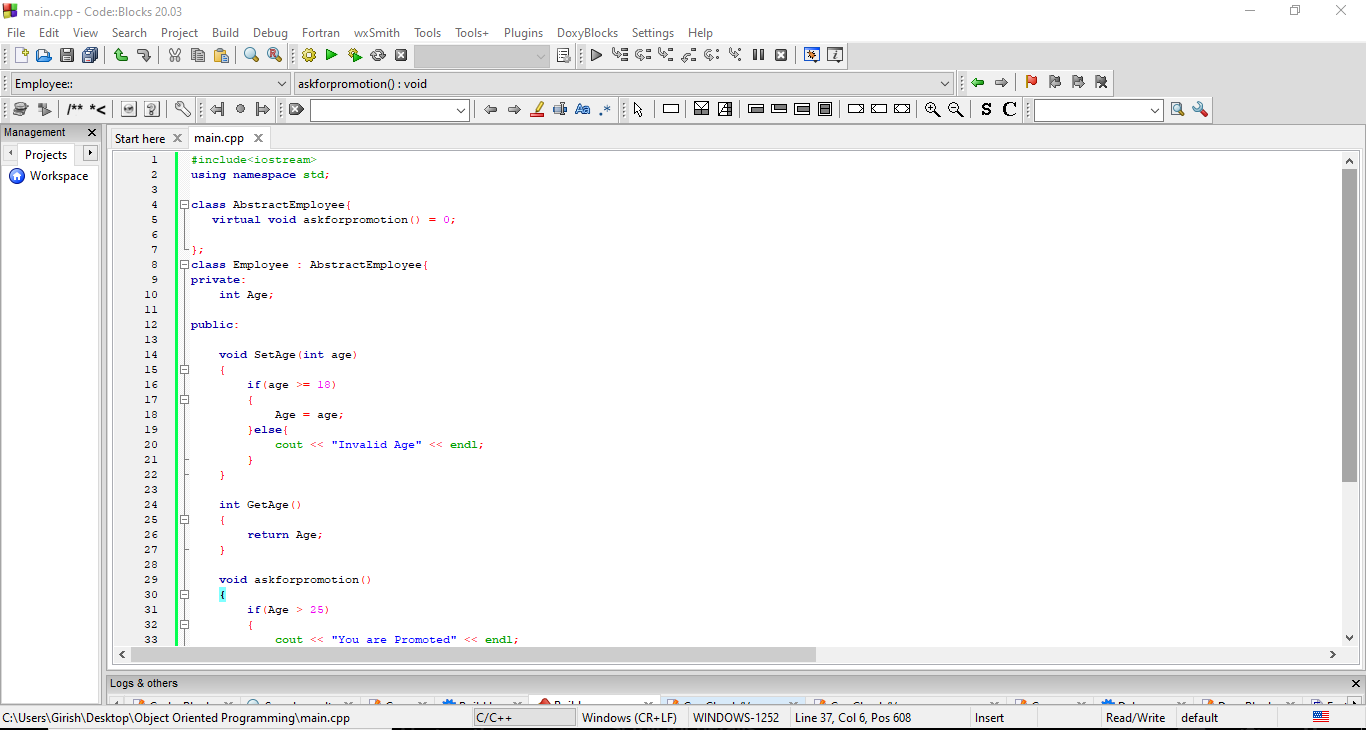 main.cpp - Code::Blocks 20.03
File Edit View Search Project Build Debug Fortran wxSmith Tools Tools+ Plugins DoxyBlocks Settings Help
Employee:: askforpromotion() : void
/** *< Aa .* S C
Management
Start here main.cpp
Projects
Workspace
1 #include<iostream>
2 using namespace std;
3
4 class AbstractEmployee{
5 virtual void askforpromotion() = 0;
6
7 };
8 class Employee : AbstractEmployee{
9 private:
10 int Age;
11
12 public:
13
14 void SetAge(int age)
15 {
16 if(age >= 18)
17 {
18 Age = age;
19 }else{
20 cout << "Invalid Age" << endl;
21 }
22 }
23
24 int GetAge()
25 {
26 return Age;
27 }
28
29 void askforpromotion()
30 {
31 if(Age > 25)
32 {
33 cout << "You are Promoted" << endl;
Logs & others
C:\Users\Girish\Desktop\Object Oriented Programming\main.cpp C/C++ Windows (CR+LF) WINDOWS-1252 Line 37, Col 6, Pos 608 Insert Read/Write default